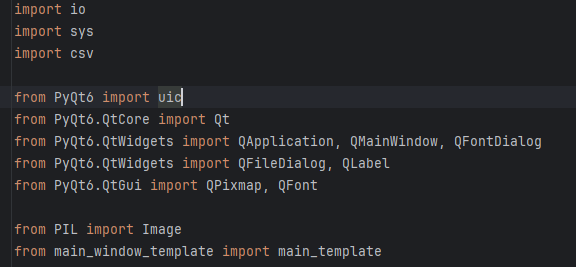 import io
import sys
import csv
from PyQt6 import uic
from PyQt6.QtCore import Qt
from PyQt6.QtWidgets import QApplication, QMainWindow, QFontDialog
from PyQt6.QtWidgets import QFileDialog, QLabel
from PyQt6.QtGui import QPixmap, QFont
from PIL import Image
from main_window_template import main_template